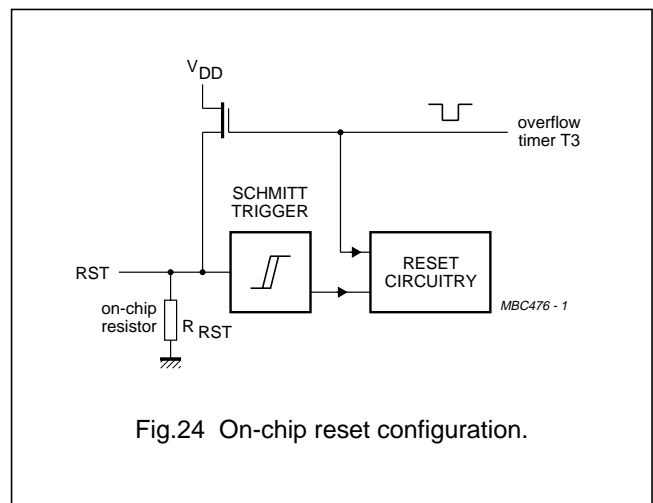 VDD
overflow
timer T3
SCHMITT
TRIGGER
RST
RESET
CIRCUITRY
on-chip
resistor
RRST
MBC476 - 1
Fig.24 On-chip reset configuration.